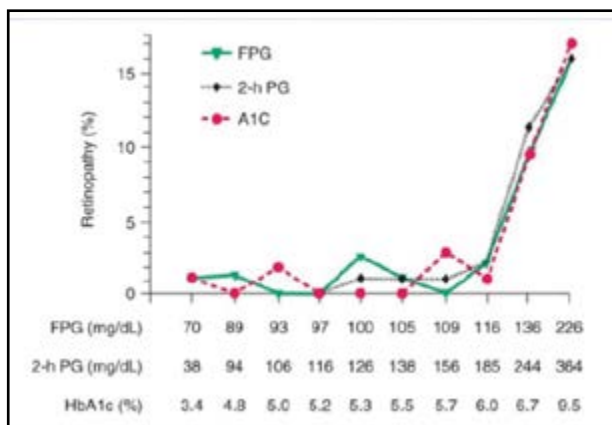 FPG
2-h PG
A1C
Retinopathy (%)
15
10
5
0
FPG (mg/dL) 70 89 93 97 100 105 109 116 136 226
2-h PG (mg/dL) 38 94 106 116 126 138 156 185 244 364
HbA1c (%) 3.4 4.8 5.0 5.2 5.3 5.5 5.7 6.0 6.7 9.5